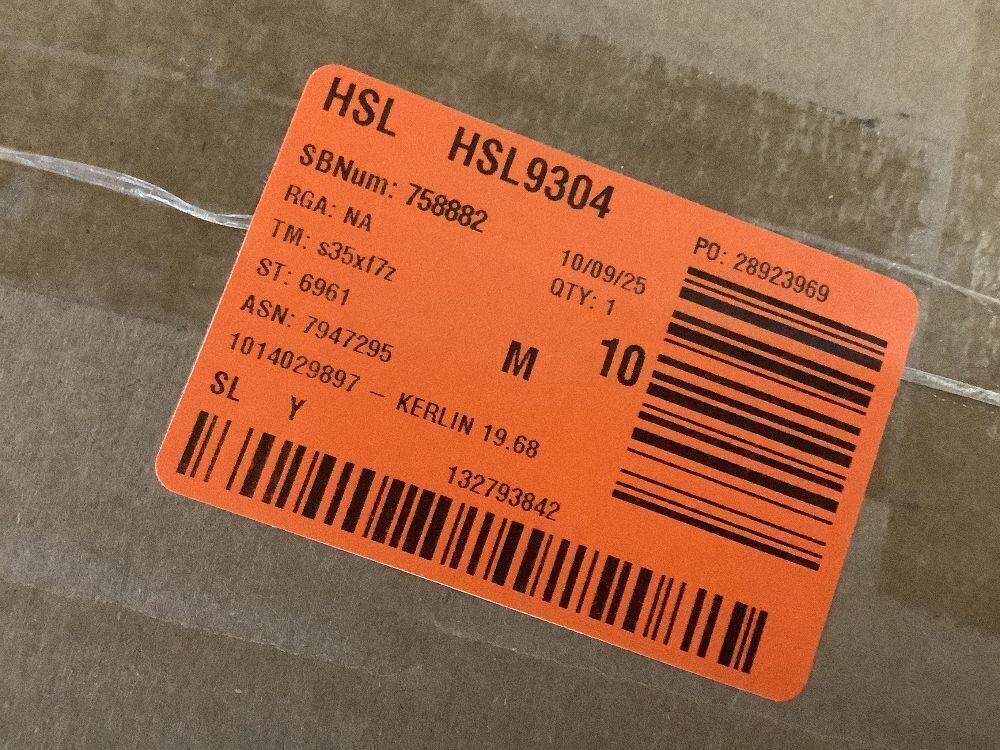 HSL HSL9304
SBNum: 758882
RGA: NA
TM: s35xf7z
ST: 6961
ASN: 7947295
1014029897 – KERLIN 19.68
SL Y
132793842
10/09/25
QTY: 1
M 10
PO: 28923969